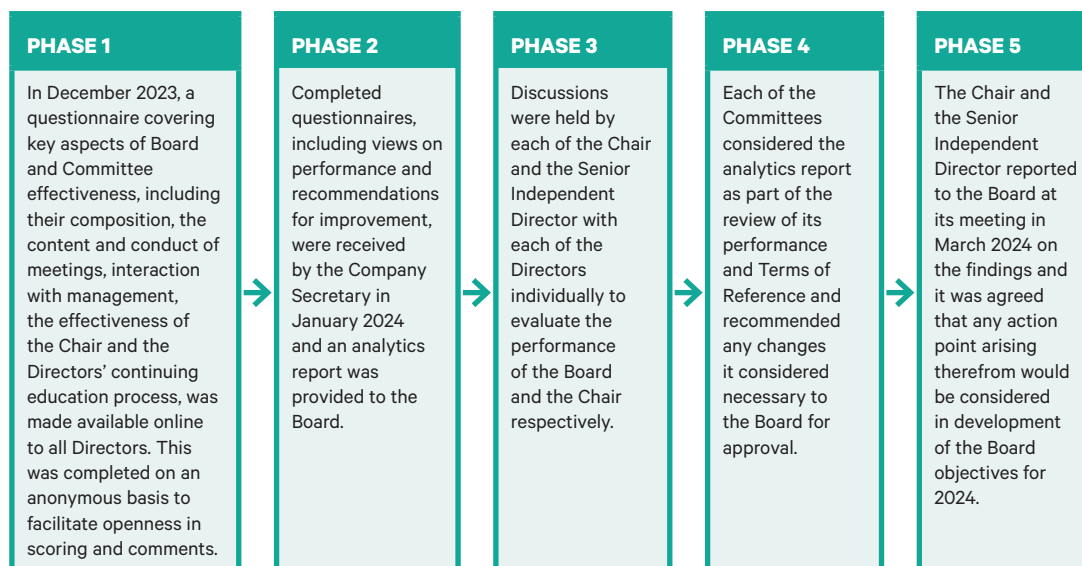 PHASE 1
In December 2023, a
questionnaire covering
key aspects of Board
and Committee
effectiveness, including
their composition, the
content and conduct of
meetings, interaction
with management,
the effectiveness of
the Chair and the
Directors’ continuing
education process, was
made available online
to all Directors. This
was completed on an
anonymous basis to
facilitate openness in
scoring and comments.
PHASE 2
Completed
questionnaires,
including views on
performance and
recommendations
for improvement,
were received
by the Company
Secretary in
January 2024
and an analytics
report was
provided to the
Board.
PHASE 3
Discussions
were held by
each of the Chair
and the Senior
Independent
Director with
each of the
Directors
individually to
evaluate the
performance
of the Board
and the Chair
respectively.
PHASE 4
Each of the
Committees
considered the
analytics report
as part of the
review of its
performance
and Terms of
Reference and
recommended
any changes
it considered
necessary to
the Board for
approval.
PHASE 5
The Chair and
the Senior
Independent
Director reported
to the Board at
its meeting in
March 2024 on
the findings and
it was agreed
that any action
point arising
therefrom would
be considered
in development
of the Board
objectives for
2024.